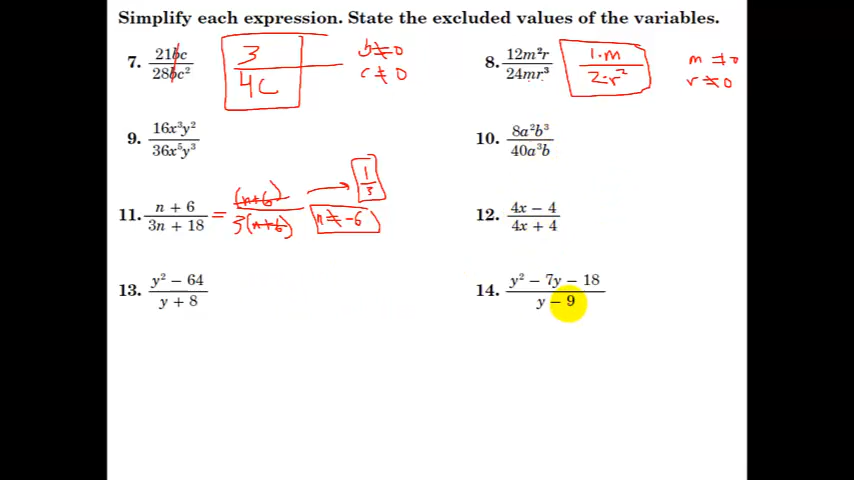 Simplify each expression. State the excluded values of the variables.
7. 21bc / 28bc² 3 / 4c b ≠ 0 c ≠ 0
8. 12m²r / 24mr³ 1·m / 2·r² m ≠ 0 r ≠ 0
9. 16x³y² / 36x⁵y³
10. 8a²b³ / 40a³b
11. n + 6 / 3n + 18 = (n+6) / 3(n+6) → 1/3 n ≠ -6
12. 4x − 4 / 4x + 4
13. y² − 64 / y + 8
14. y² − 7y − 18 / y − 9